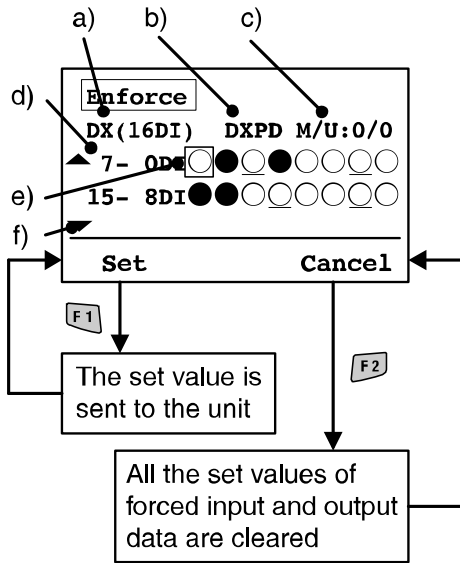 a) b) c)
Enforce
DX(16DI) DXPD M/U:0/0
d)
7- 0DI
e)
15- 8DI
f)
Set Cancel
F1
F2
The set value is
sent to the unit
All the set values of
forced input and output
data are cleared